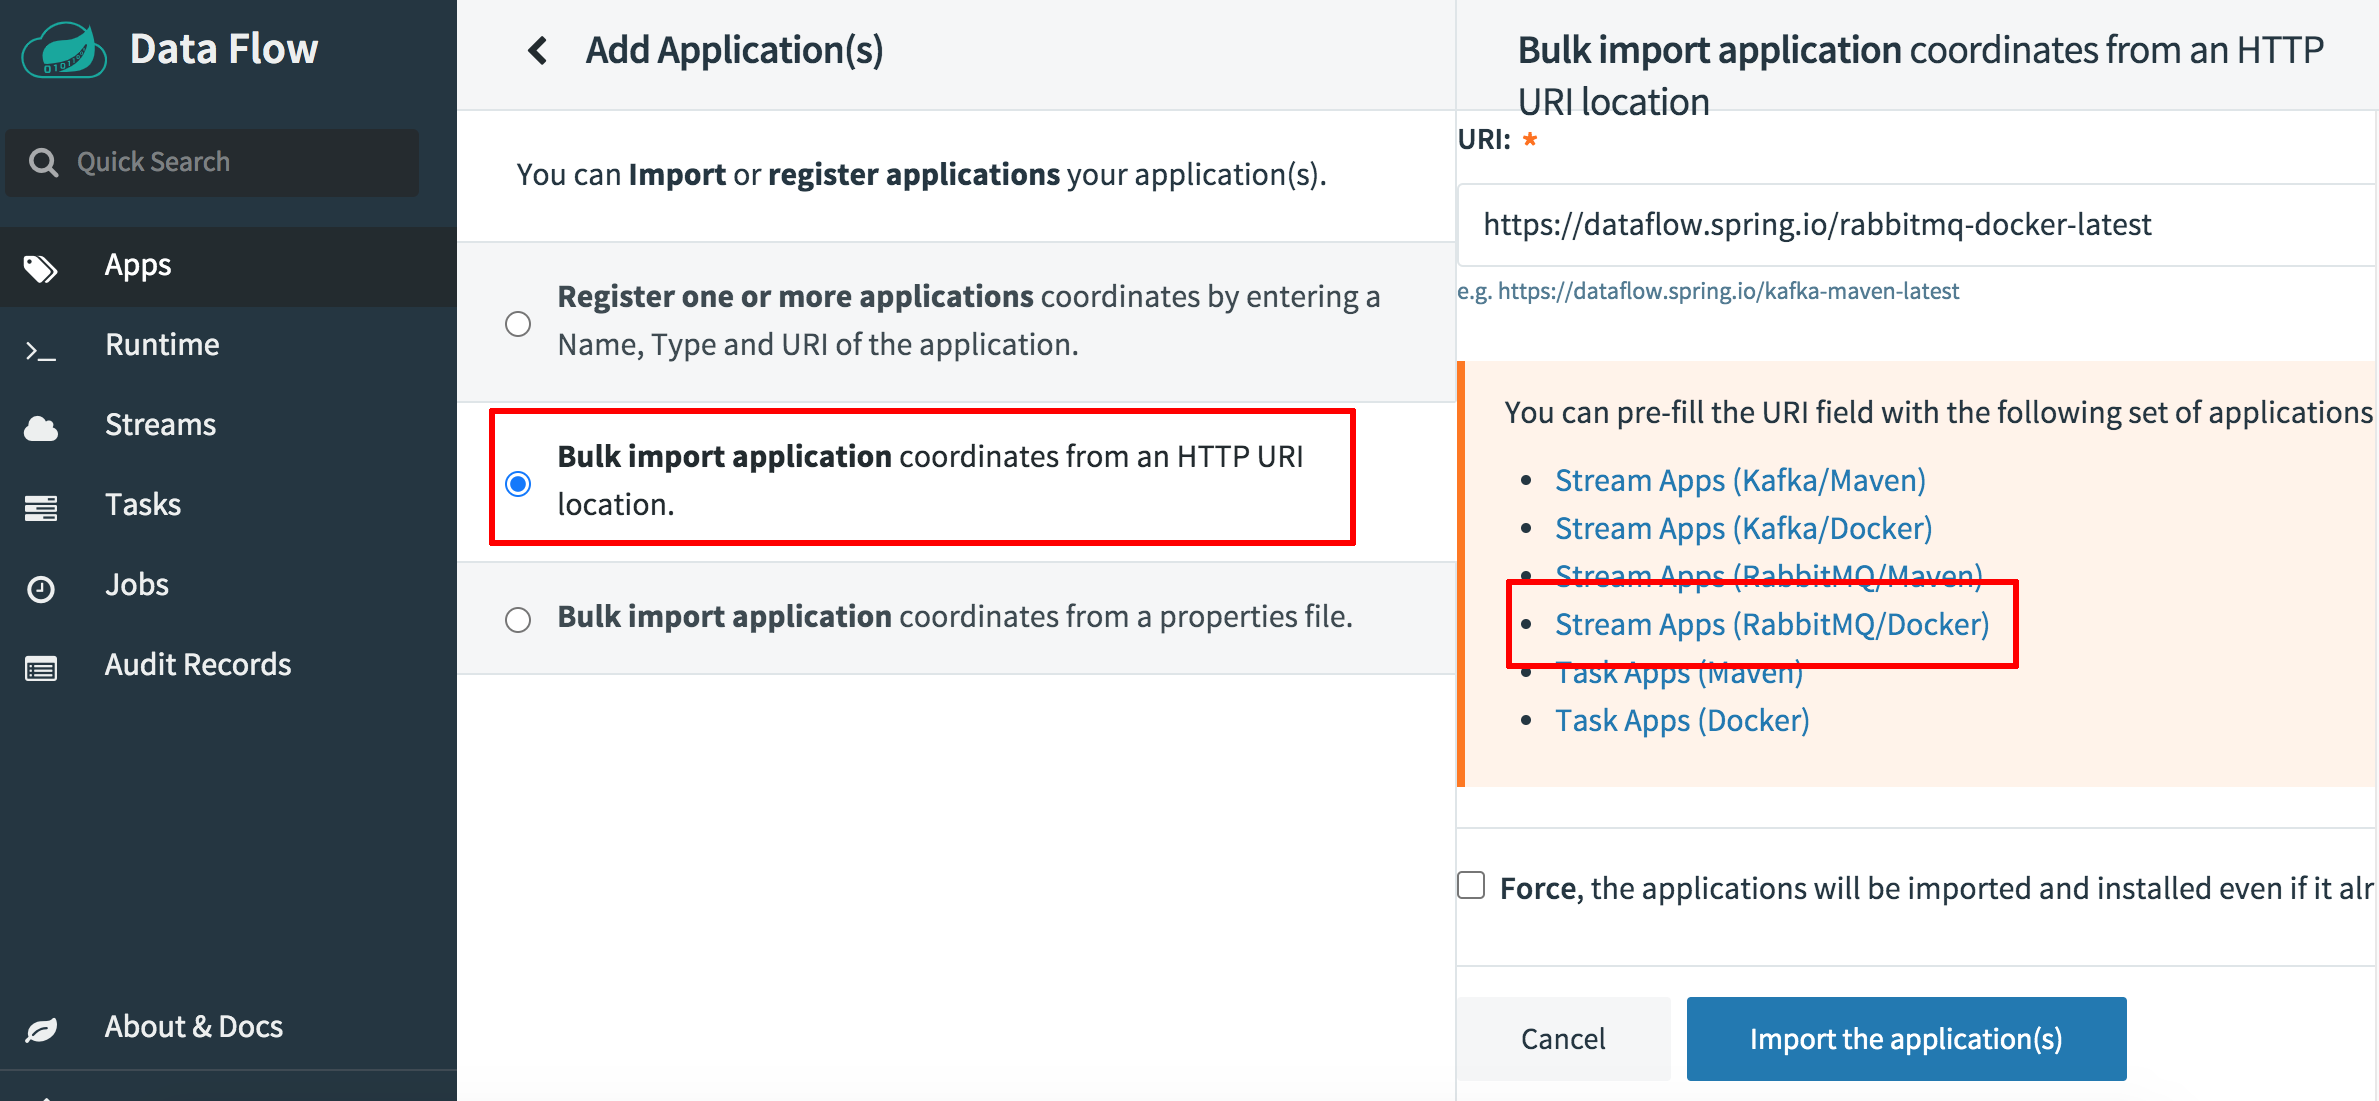 Data Flow
Quick Search
Apps
Runtime
Streams
Tasks
Jobs
Audit Records
About & Docs
Add Application(s)
You can Import or register applications your application(s).
Register one or more applications coordinates by entering a
Name, Type and URI of the application.
Bulk import application coordinates from an HTTP URI
location.
Bulk import application coordinates from a properties file.
Bulk import application coordinates from an HTTP
URI location
URI: *
https://dataflow.spring.io/rabbitmq-docker-latest
e.g. https://dataflow.spring.io/kafka-maven-latest
You can pre-fill the URI field with the following set of applications
Stream Apps (Kafka/Maven)
Stream Apps (Kafka/Docker)
Stream Apps (RabbitMQ/Maven)
Stream Apps (RabbitMQ/Docker)
Task Apps (Maven)
Task Apps (Docker)
Force, the applications will be imported and installed even if it alr
Cancel
Import the application(s)